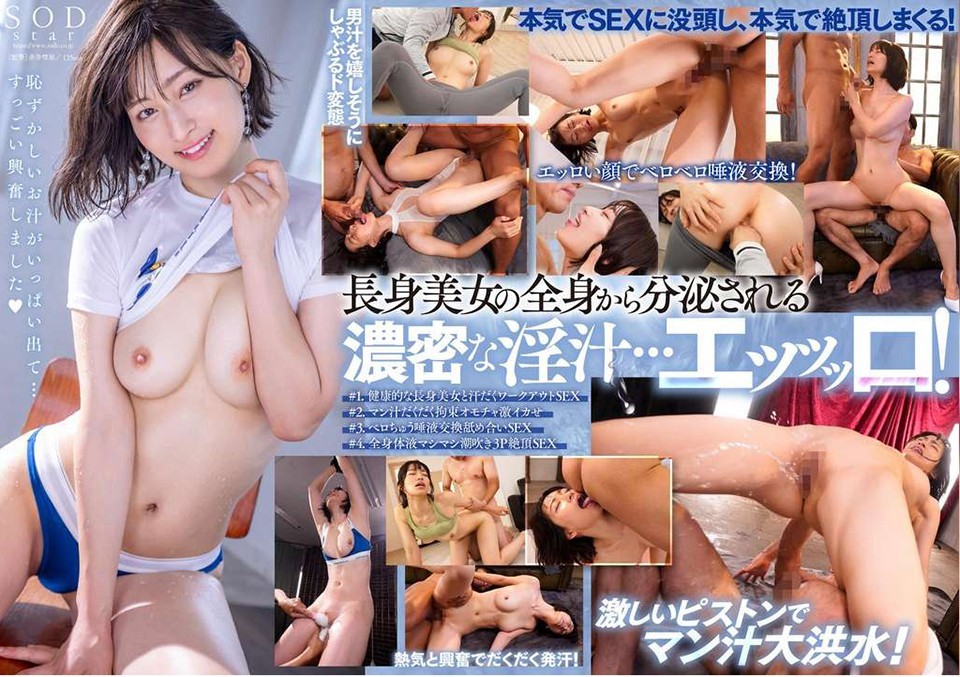 SOD
star
恥ずかしいお汁がいっぱい出て…
すっごい興奮しました♥
男汁を嬉しそうに
しゃぶるド変態
本気でSEXに没頭し、本気で絶頂しまくる!
エッロい顔でベロベロ唾液交換!
長身美女の全身から分泌される
濃密な淫汁…エッッッロ!
#1. 健康的な長身美女と汗だくワークアウトSEX
#2. マン汁だくだく拘束オモチャ激イカせ
#3. ベロちゅう唾液交換舐め合いSEX
#4. 全身体液マシマシ潮吹き3P絶頂SEX
熱気と興奮でだくだく発汗!
激しいピストンで
マン汁大洪水!